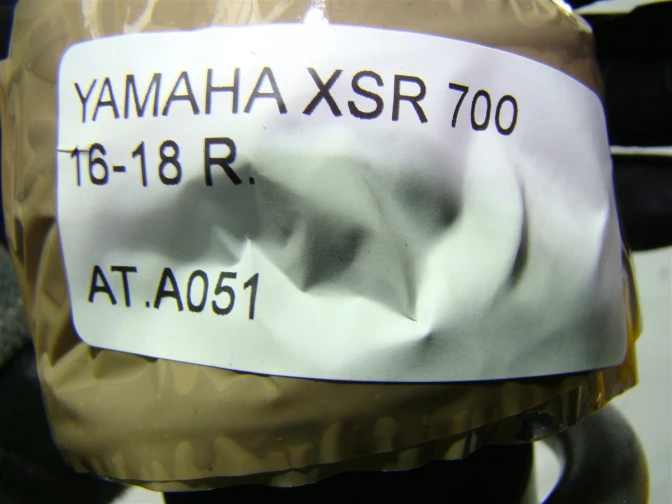 YAMAHA XSR 700
16-18 R.
AT.A051